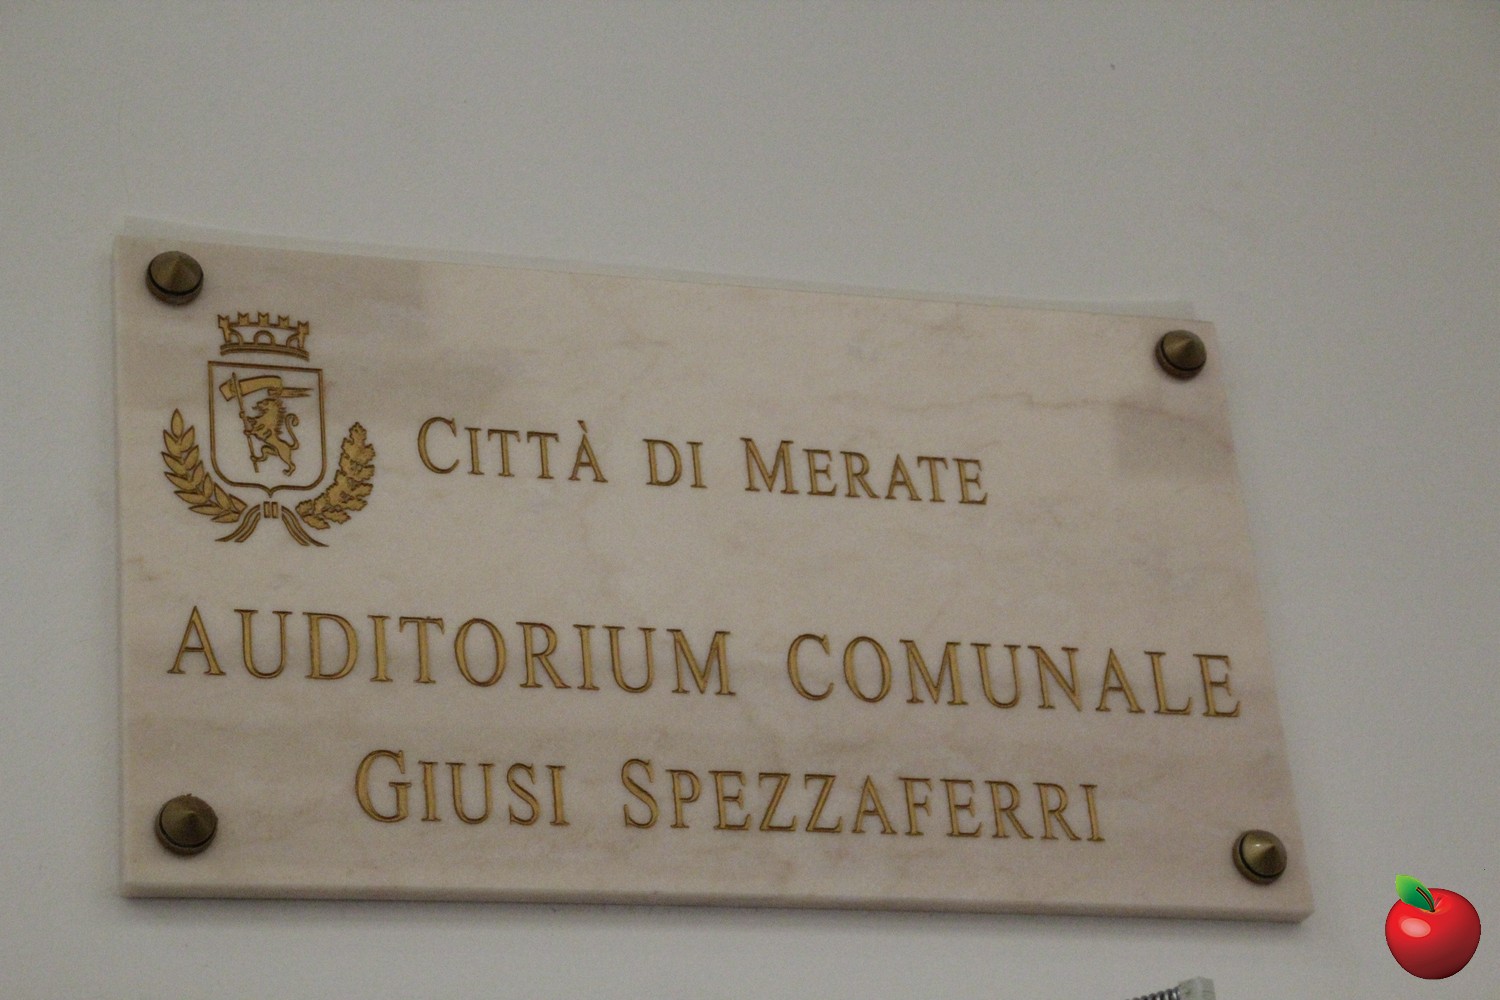 Città di Merate
Auditorium Comunale
Giusi Spezzaferri